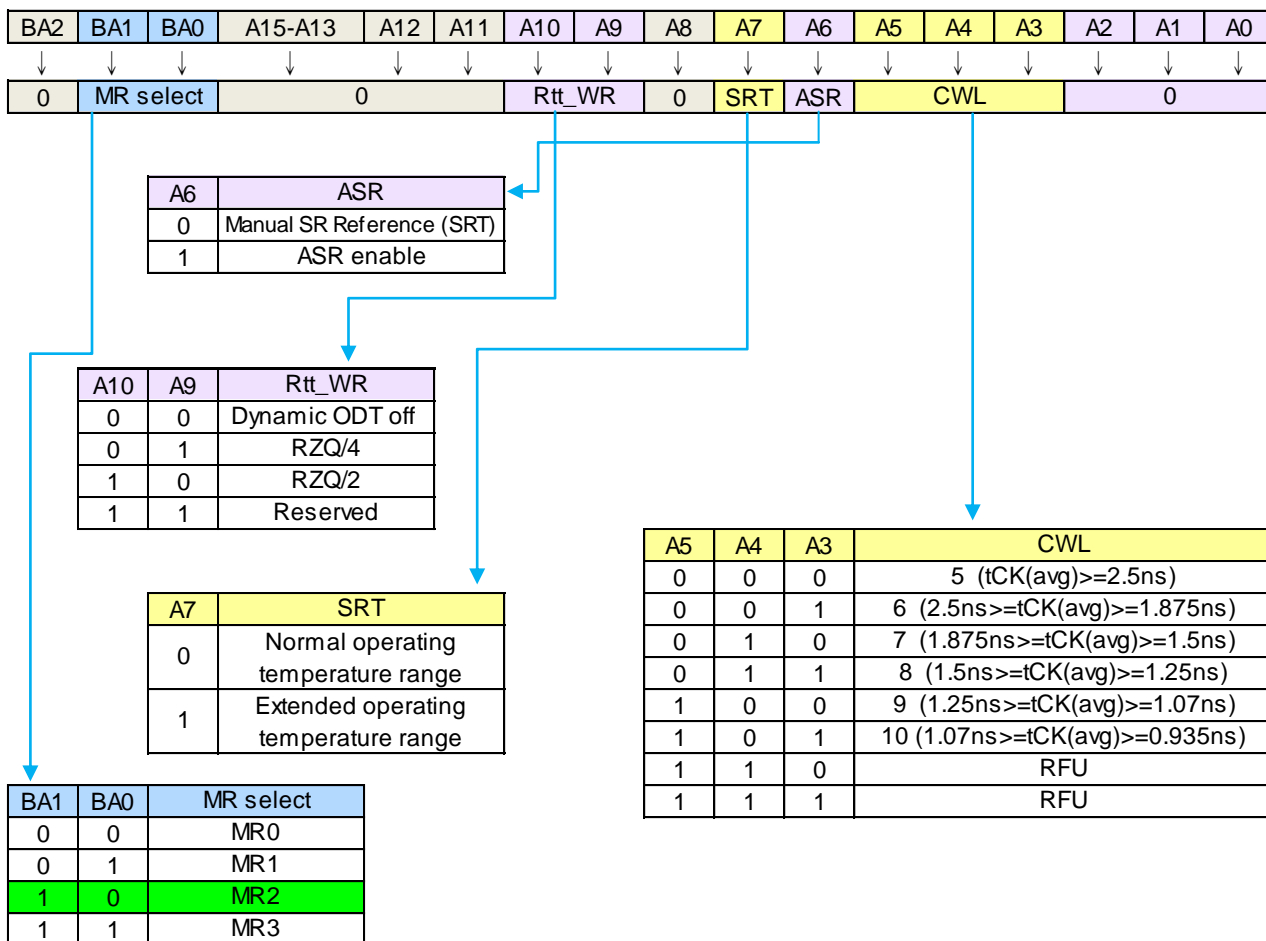 BA2 BA1 BA0 A15-A13 A12 A11 A10 A9 A8 A7 A6 A5 A4 A3 A2 A1 A0
↓ ↓ ↓ ↓ ↓ ↓ ↓ ↓ ↓ ↓ ↓ ↓ ↓ ↓ ↓ ↓ ↓
0 MR select 0 Rtt_WR 0 SRT ASR CWL 0
A6 ASR
0 Manual SR Reference (SRT)
1 ASR enable
A10 A9 Rtt_WR
0 0 Dynamic ODT off
0 1 RZQ/4
1 0 RZQ/2
1 1 Reserved
A7 SRT
0 Normal operating
temperature range
1 Extended operating
temperature range
A5 A4 A3 CWL
0 0 0 5 (tCK(avg)>=2.5ns)
0 0 1 6 (2.5ns>=tCK(avg)>=1.875ns)
0 1 0 7 (1.875ns>=tCK(avg)>=1.5ns)
0 1 1 8 (1.5ns>=tCK(avg)>=1.25ns)
1 0 0 9 (1.25ns>=tCK(avg)>=1.07ns)
1 0 1 10 (1.07ns>=tCK(avg)>=0.935ns)
1 1 0 RFU
1 1 1 RFU
BA1 BA0 MR select
0 0 MR0
0 1 MR1
1 0 MR2
1 1 MR3